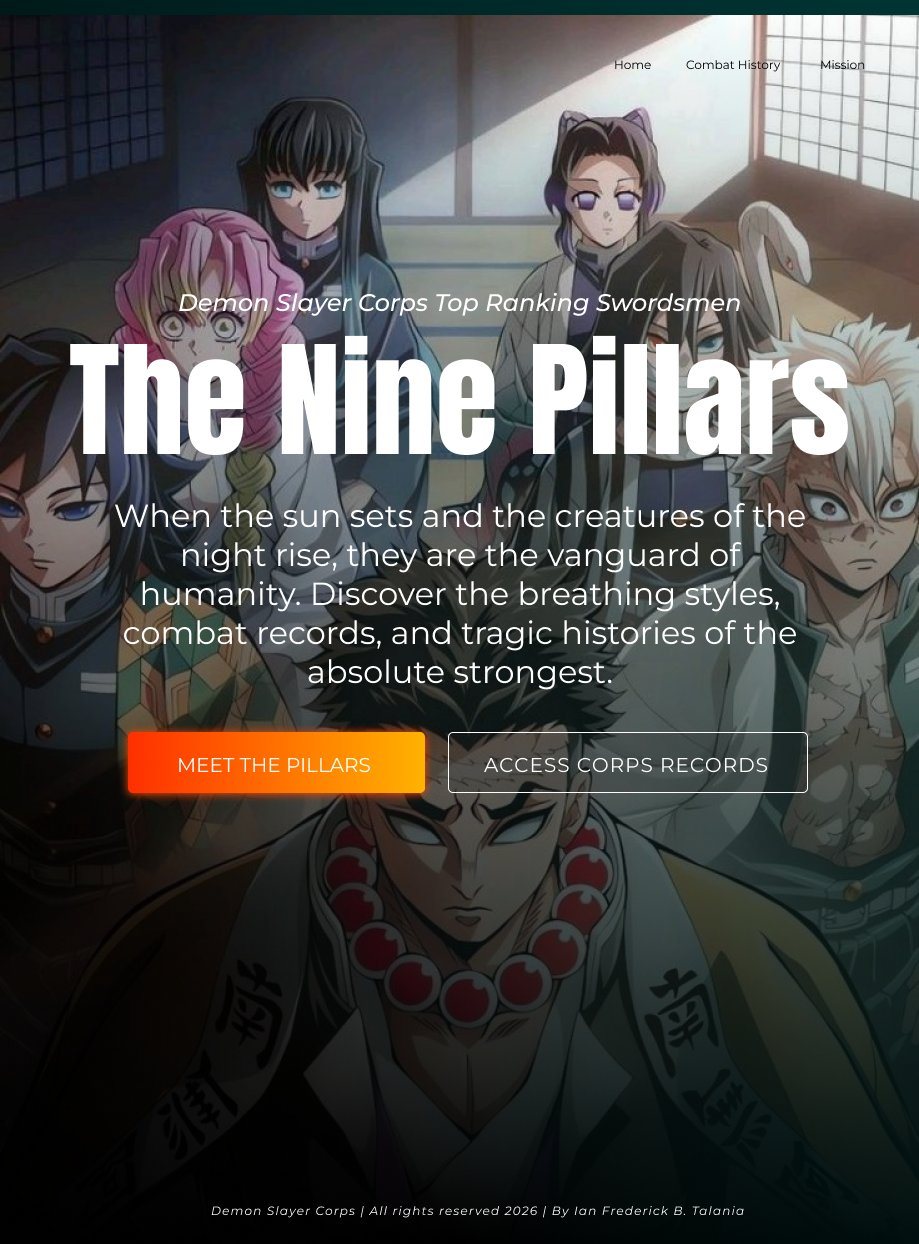 Home Combat History Mission
Demon Slayer Corps Top Ranking Swordsmen
The Nine Pillars
When the sun sets and the creatures of the
night rise, they are the vanguard of
humanity. Discover the breathing styles,
combat records, and tragic histories of the
absolute strongest.
MEET THE PILLARS ACCESS CORPS RECORDS
南
Demon Slayer Corps | All rights reserved 2026 | By Ian Frederick B. Talania